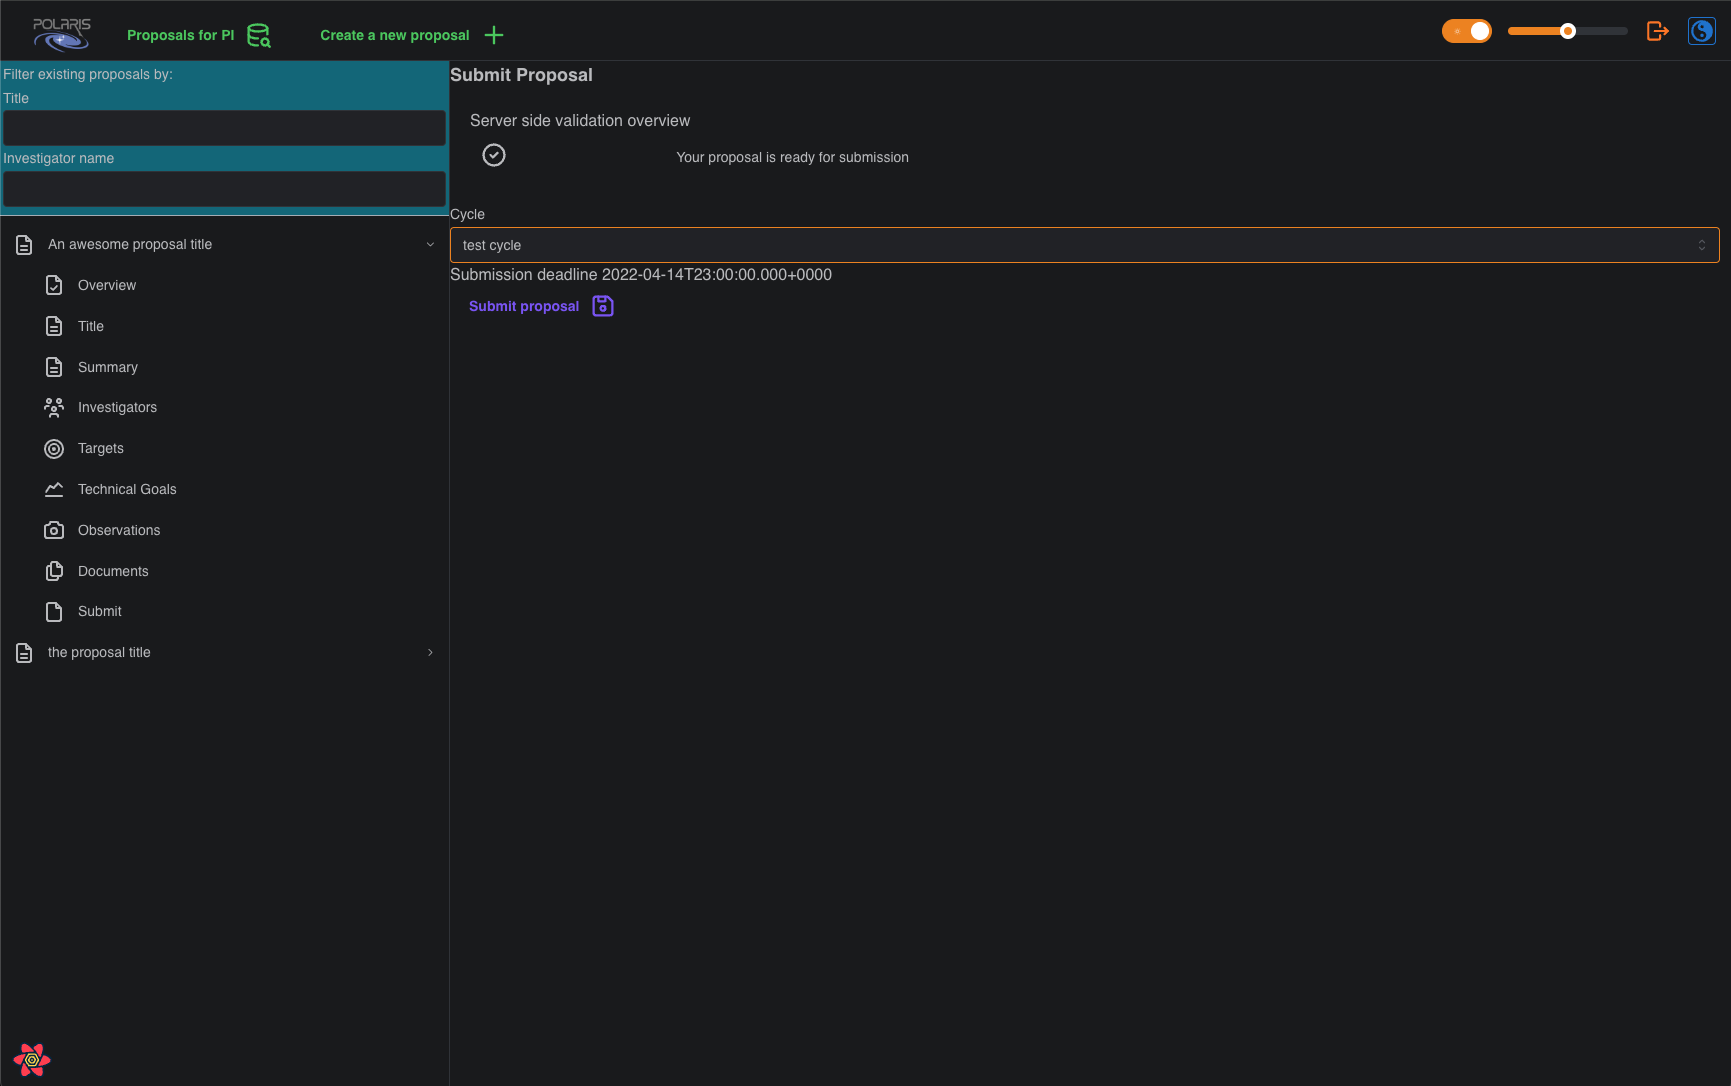 POLARIS
Proposals for PI
Create a new proposal
Filter existing proposals by:
Title
Investigator name
An awesome proposal title
Overview
Title
Summary
Investigators
Targets
Technical Goals
Observations
Documents
Submit
the proposal title
Submit Proposal
Server side validation overview
Your proposal is ready for submission
Cycle
test cycle
Submission deadline 2022-04-14T23:00:00.000+0000
Submit proposal